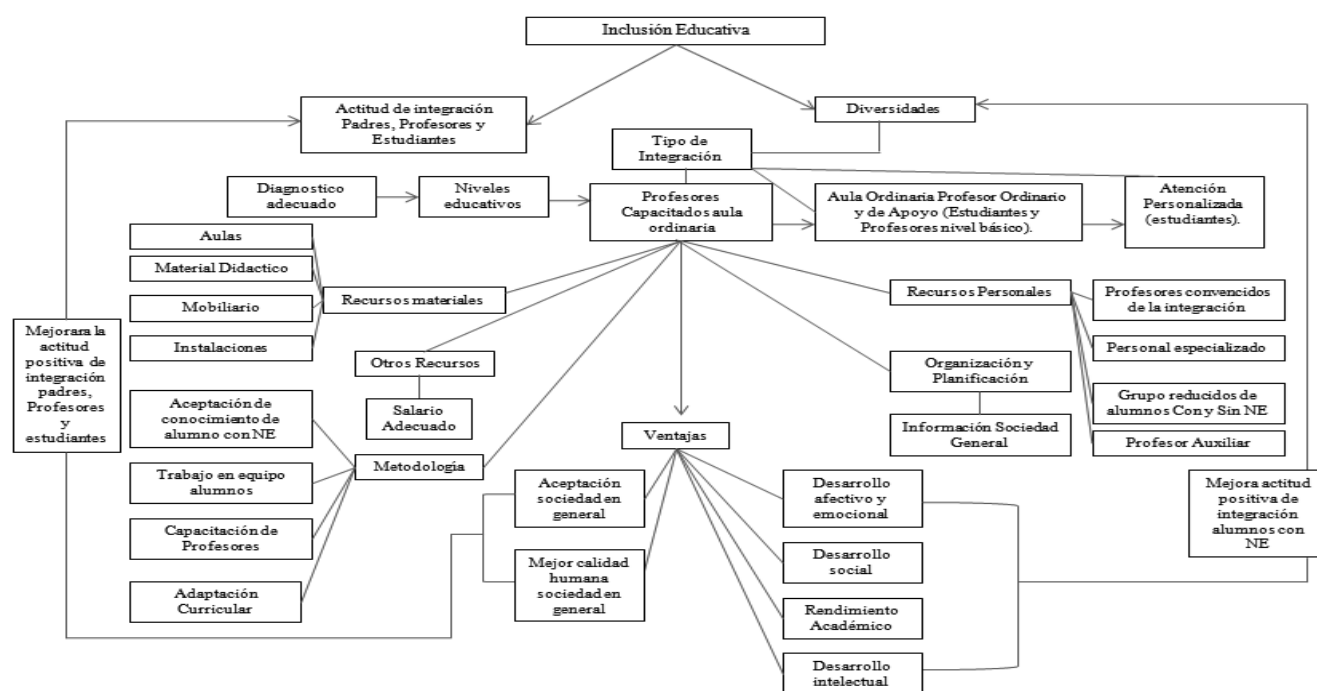 Inclusión Educativa
Actitud de integración
Padres, Profesores y
Estudiantes
Diversidades
Tipo de
Integración
Diagnostico
adecuado
Niveles
educativos
Profesores
Capacitados aula
ordinaria
Aula Ordinaria Profesor Ordinario
y de Apoyo (Estudiantes y
Profesores nivel básico).
Atención
Personalizada
(estudiantes).
Aulas
Material Didactico
Mobiliario
Instalaciones
Recursos materiales
Recursos Personales
Profesores convencidos
de la integración
Personal especializado
Grupo reducidos de
alumnos Con y Sin NE
Profesor Auxiliar
Mejorara la
actitud
positiva de
integración
padres,
Profesores
y
estudiantes
Otros Recursos
Salario
Adecuado
Organización y
Planificación
Información Sociedad
General
Aceptación de
conocimiento de
alumno con NE
Trabajo en equipo
alumnos
Capacitación de
Profesores
Adaptación
Curricular
Metodología
Ventajas
Aceptación
sociedad en
general
Mejor calidad
humana
sociedad en
general
Desarrollo
afectivo y
emocional
Desarrollo
social
Rendimiento
Académico
Desarrollo
intelectual
Mejora actitud
positiva de
integración
alumnos con
NE